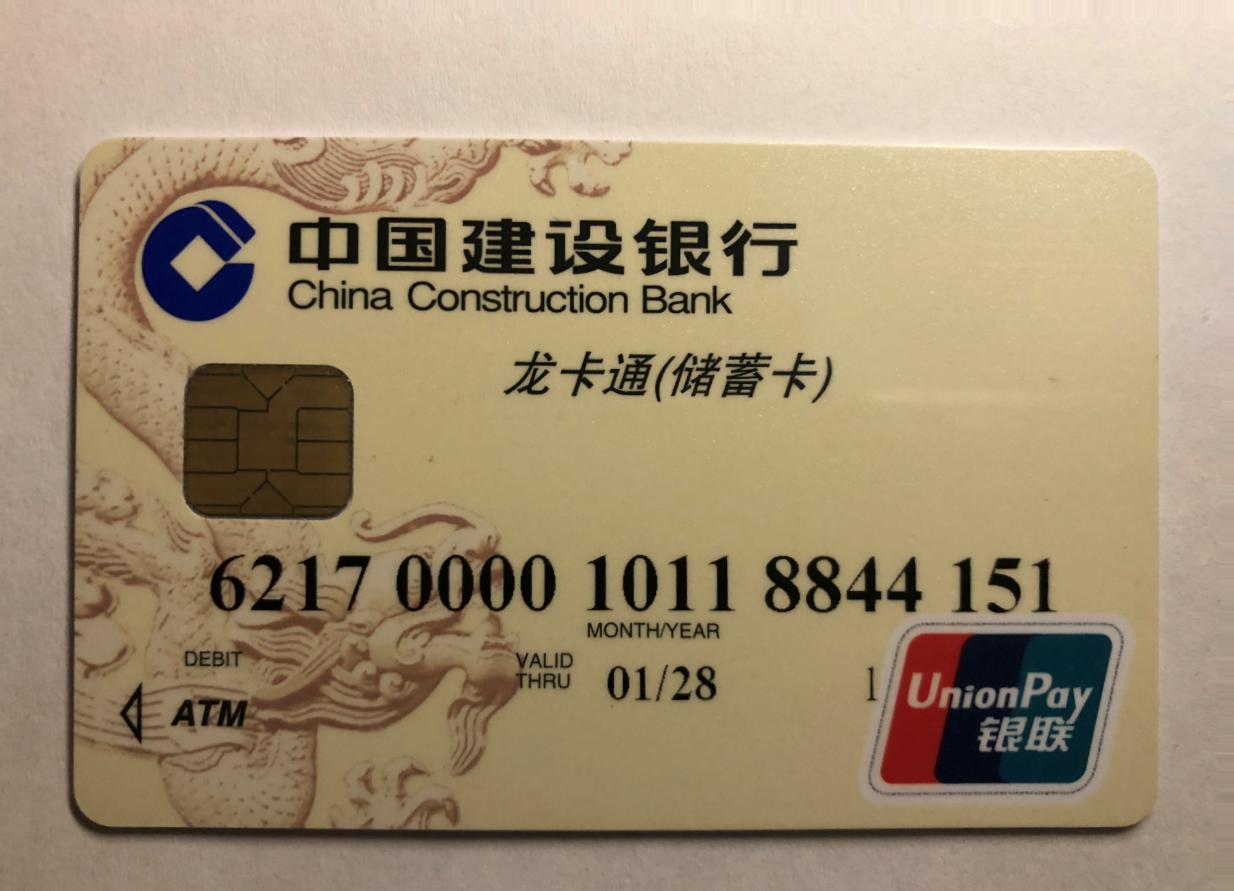 中国建设银行
China Construction Bank
龙卡通(储蓄卡)
6217 0000 1011 8844 151
MONTH/YEAR
DEBIT
VALID THRU
01/28
1
ATM
UnionPay
银联